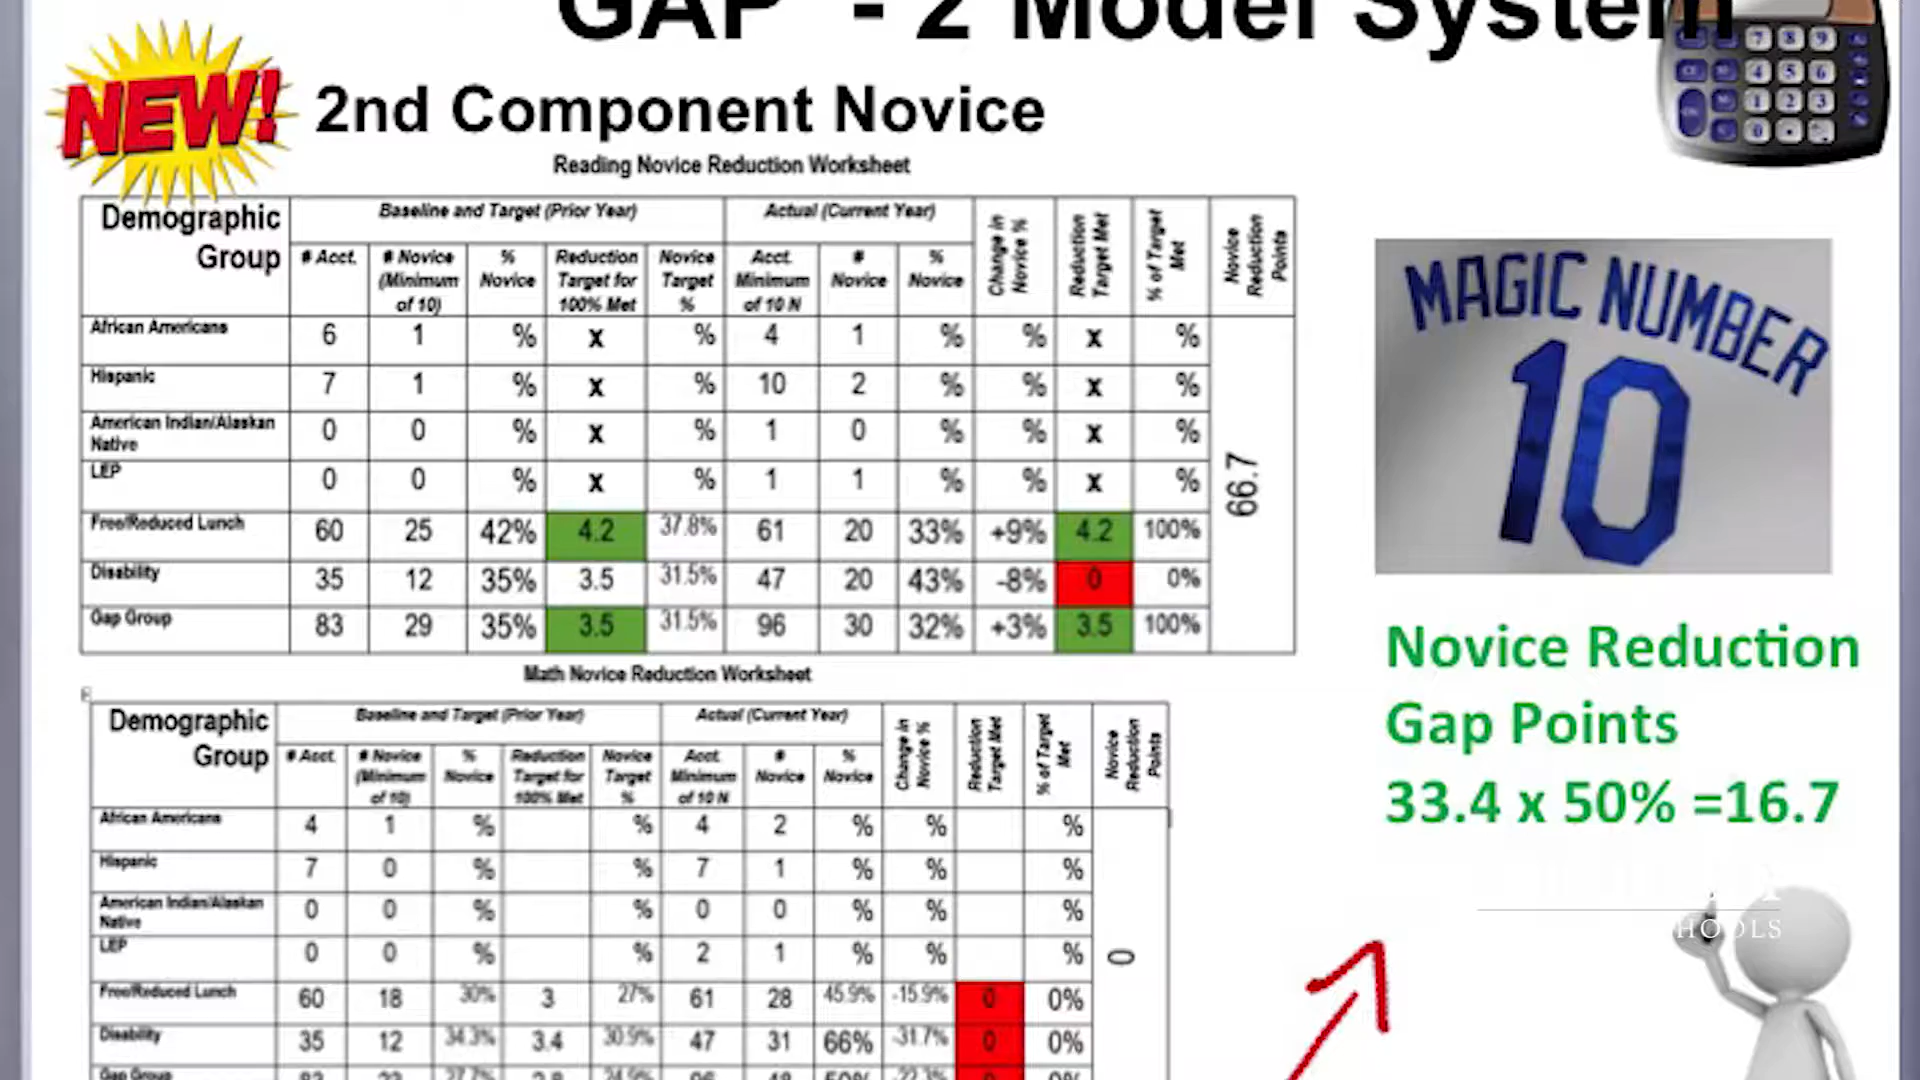 GAP - 2 Model System
NEW!
2nd Component Novice
Reading Novice Reduction Worksheet
Demographic Group | Baseline and Target (Prior Year) | Actual (Current Year) | Change in Novice % | Reduction Target Met | % of Target Met | Novice Reduction Points
# Acct. | # Novice (Minimum of 10) | % Novice | Reduction Target for 100% Met | Novice Target % | Acct. Minimum of 10 N | # Novice | % Novice
African Americans 6 1 % x % 4 1 % % x %
Hispanic 7 1 % x % 10 2 % % x %
American Indian/Alaskan Native 0 0 % x % 1 0 % % x %
LEP 0 0 % x % 1 1 % % x %
66.7
Free/Reduced Lunch 60 25 42% 4.2 37.8% 61 20 33% +9% 4.2 100%
Disability 35 12 35% 3.5 31.5% 47 20 43% -8% 0 0%
Gap Group 83 29 35% 3.5 31.5% 96 30 32% +3% 3.5 100%
Math Novice Reduction Worksheet
Demographic Group | Baseline and Target (Prior Year) | Actual (Current Year) | Change in Novice % | Reduction Target Met | % of Target Met | Novice Reduction Points
# Acct. | # Novice (Minimum of 10) | % Novice | Reduction Target for 100% Met | Novice Target % | Acct. Minimum of 10 N | # Novice | % Novice
African Americans 4 1 % % 4 2 % % %
Hispanic 7 0 % % 7 1 % % %
American Indian/Alaskan Native 0 0 % % 0 0 % % %
LEP 0 0 % % 2 1 % % %
0
Free/Reduced Lunch 60 18 30% 3 27% 61 28 45.9% -15.9% 0 0%
Disability 35 12 34.3% 3.4 30.9% 47 31 66% -31.7% 0 0%
Gap Group
MAGIC NUMBER
10
Novice Reduction
Gap Points
33.4 x 50% =16.7
HOOLS
7 8 9
4 5 6
1 2 3
0